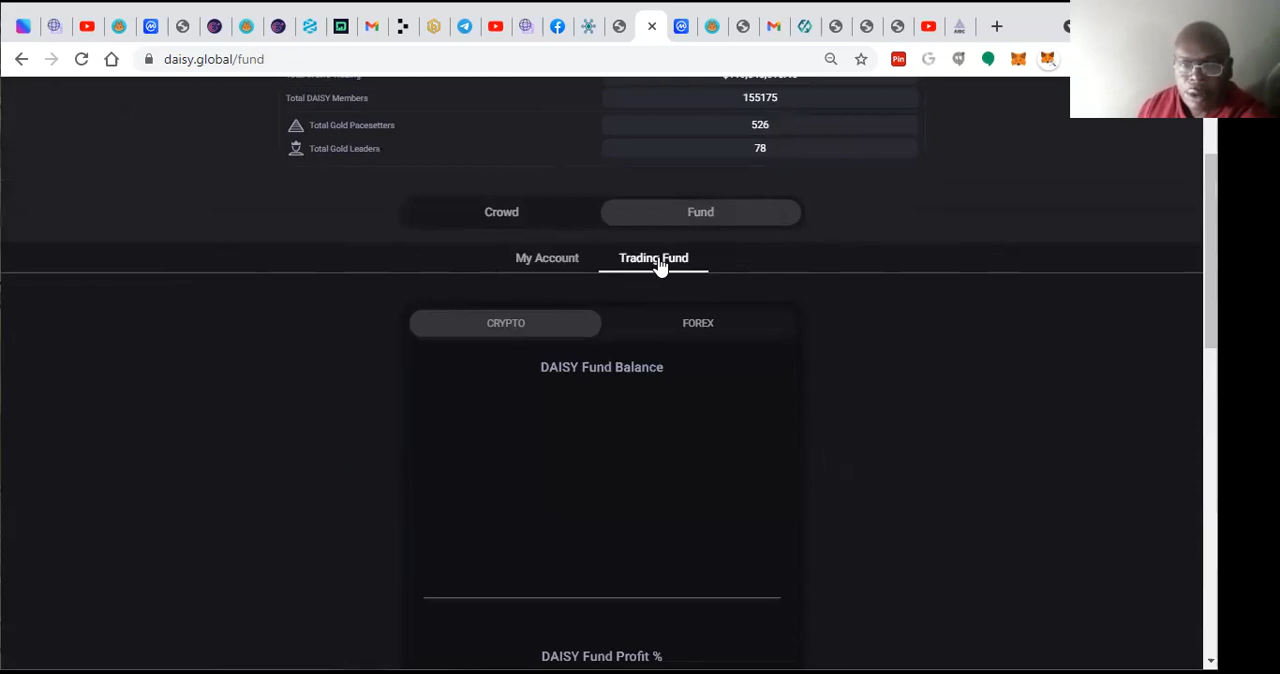 daisy.global/fund
Total DAISY Members
155175
Total Gold Pacesetters
526
Total Gold Leaders
78
Crowd
Fund
My Account
Trading Fund
CRYPTO
FOREX
DAISY Fund Balance
DAISY Fund Profit %